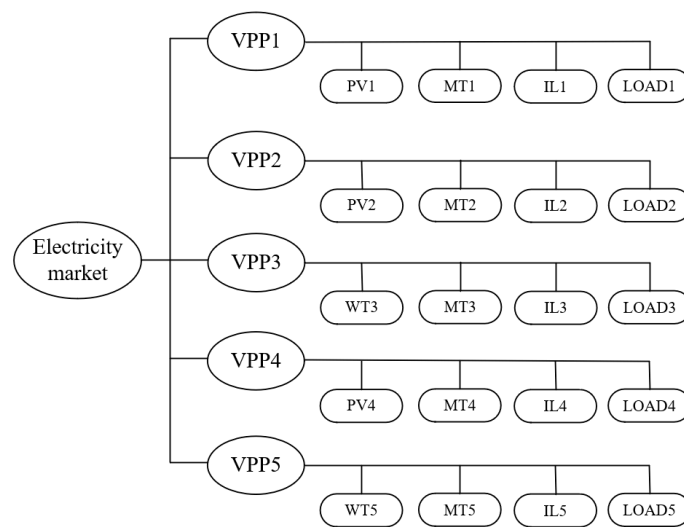 VPP1
PV1 MT1 IL1 LOAD1
VPP2
PV2 MT2 IL2 LOAD2
Electricity
market
VPP3
WT3 MT3 IL3 LOAD3
VPP4
PV4 MT4 IL4 LOAD4
VPP5
WT5 MT5 IL5 LOAD5